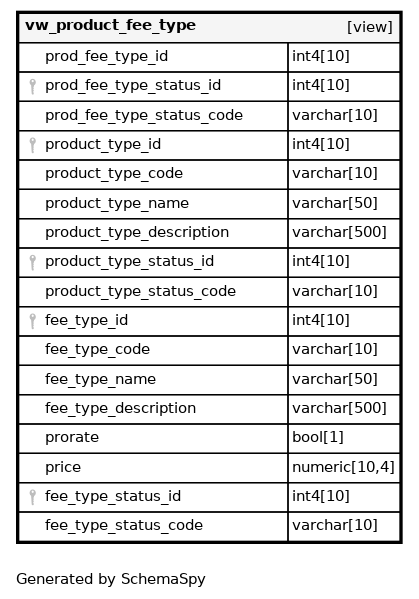 vw_product_fee_type [view]
prod_fee_type_id int4[10]
prod_fee_type_status_id int4[10]
prod_fee_type_status_code varchar[10]
product_type_id int4[10]
product_type_code varchar[10]
product_type_name varchar[50]
product_type_description varchar[500]
product_type_status_id int4[10]
product_type_status_code varchar[10]
fee_type_id int4[10]
fee_type_code varchar[10]
fee_type_name varchar[50]
fee_type_description varchar[500]
prorate bool[1]
price numeric[10,4]
fee_type_status_id int4[10]
fee_type_status_code varchar[10]
Generated by SchemaSpy